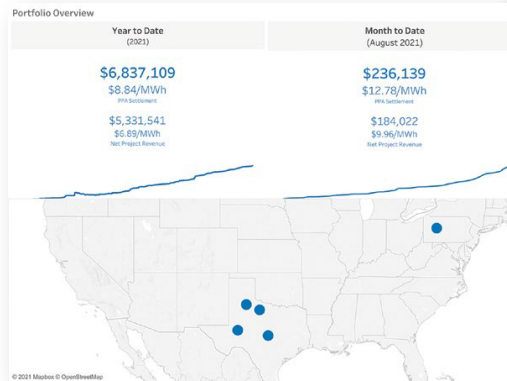 Portfolio Overview
Year to Date
(2021)
$6,837,109
$8.84/MWh
PPA Settlement
$5,331,541
$6.89/MWh
Net Project Revenue
Month to Date
(August 2021)
$236,139
$12.78/MWh
PPA Settlement
$184,022
$9.96/MWh
Net Project Revenue
© 2021 Mapbox © OpenStreetMap